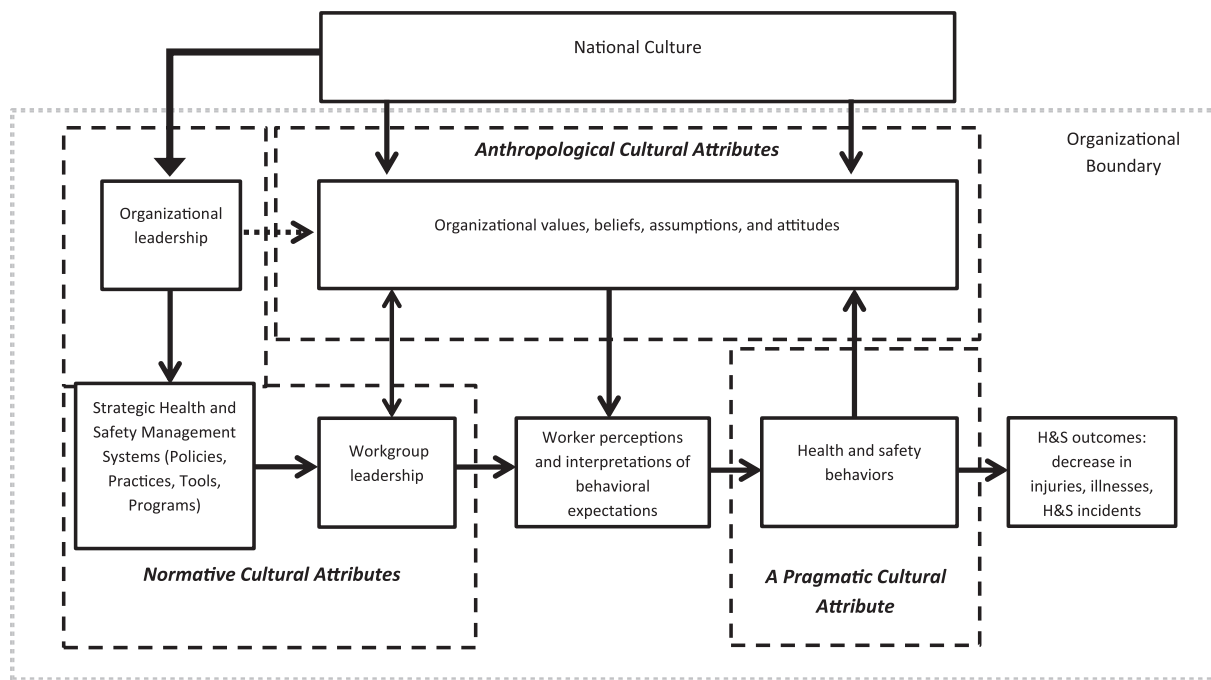 National Culture
Organizational
Boundary
Anthropological Cultural Attributes
Organizational
leadership
Organizational values, beliefs, assumptions, and attitudes
Strategic Health and
Safety Management
Systems (Policies,
Practices, Tools,
Programs)
Workgroup
leadership
Worker perceptions
and interpretations of
behavioral
expectations
Health and safety
behaviors
H&S outcomes:
decrease in
injuries, illnesses,
H&S incidents
Normative Cultural Attributes
A Pragmatic Cultural
Attribute